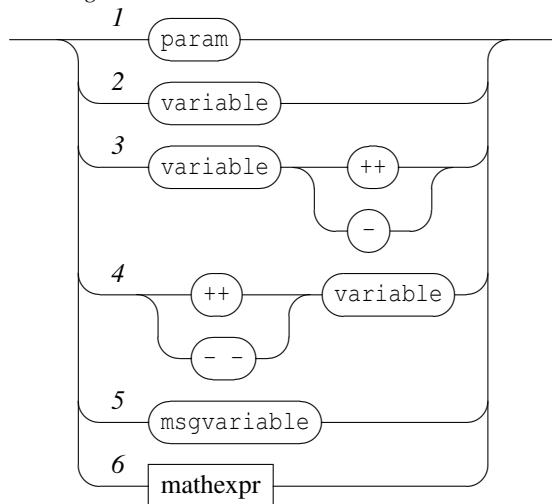 1 param
2 variable
3 variable ++
-
4 ++ variable
- -
5 msgvariable
6 mathexpr